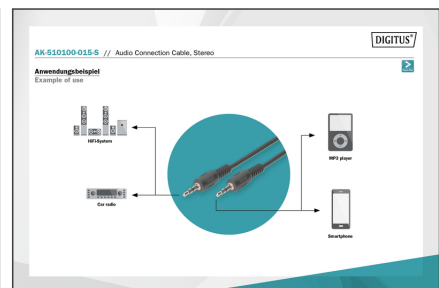 DIGITUS®
AK-510100-015-S // Audio Connection Cable, Stereo
Anwendungsbeispiel
Example of use
HiFi-System
MP3 player
Car radio
Smartphone